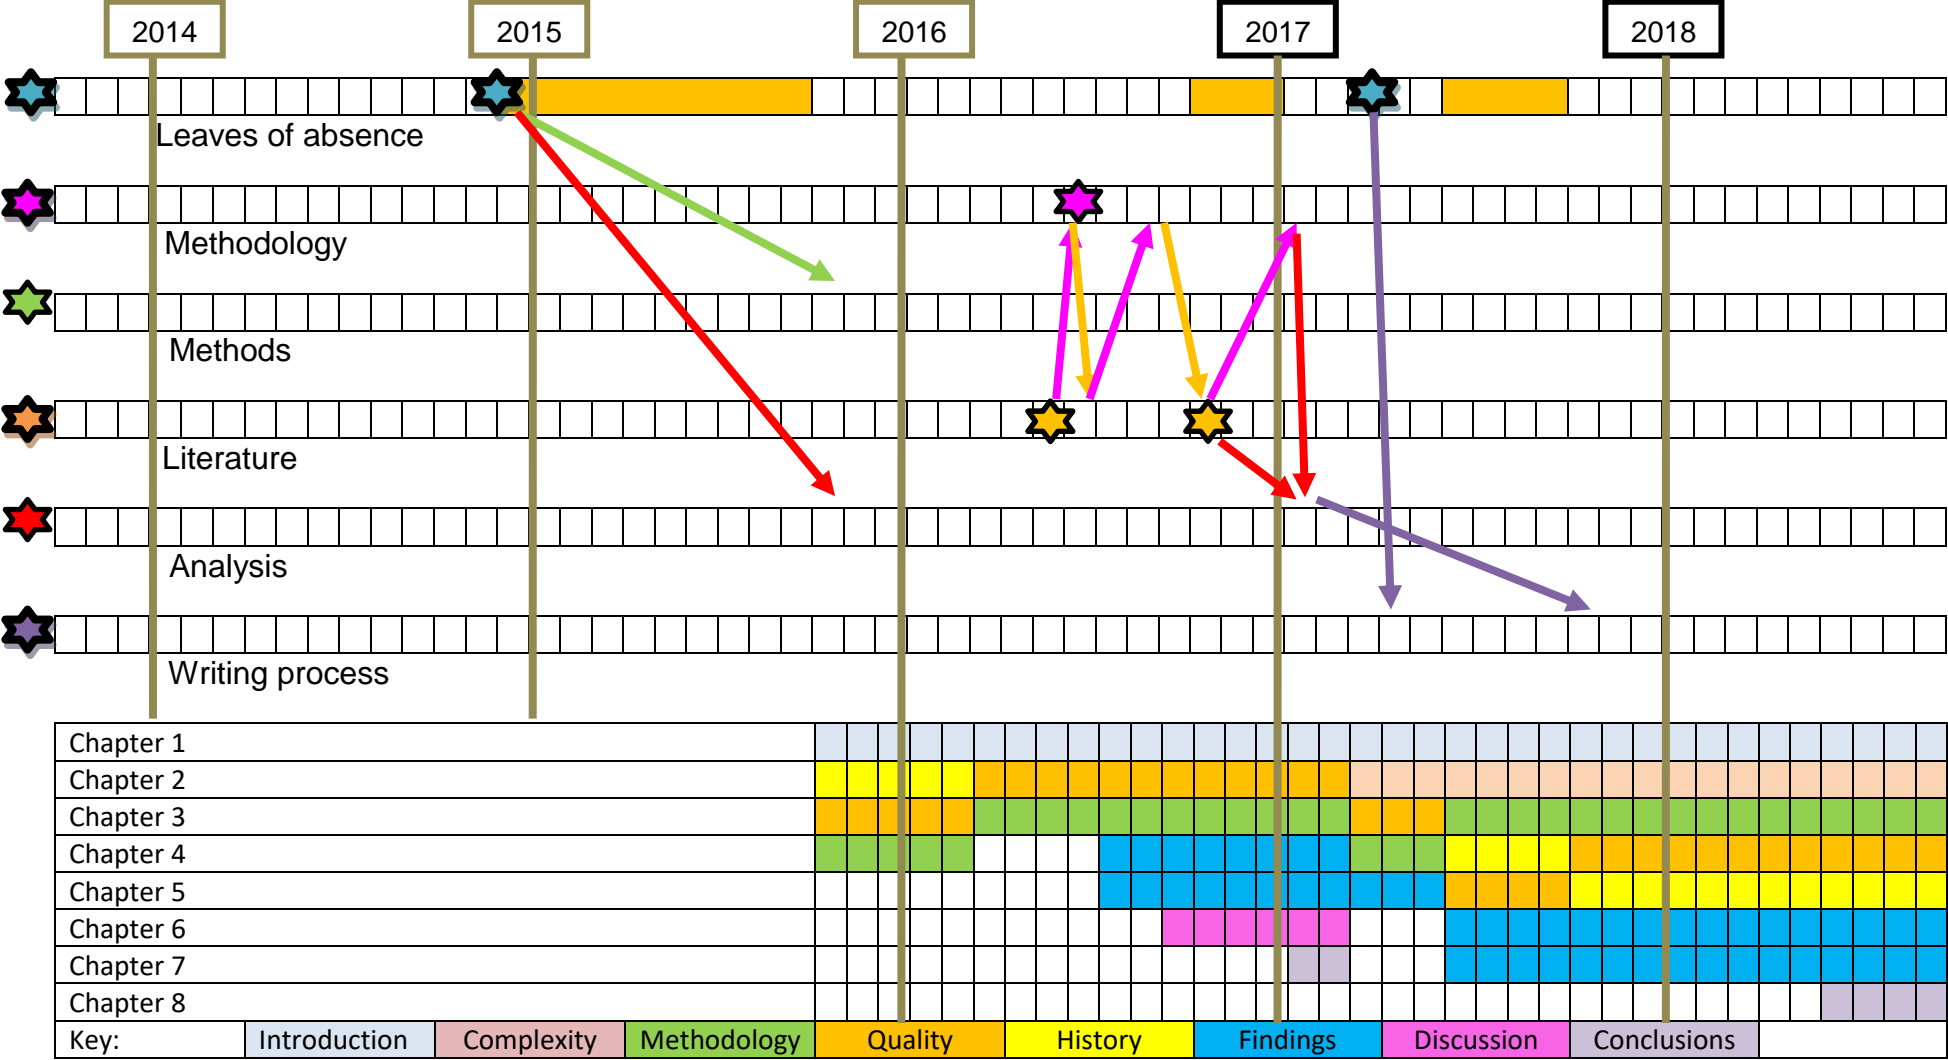 2014 2015 2016 2017 2018
Leaves of absence
Methodology
Methods
Literature
Analysis
Writing process
Chapter 1
Chapter 2
Chapter 3
Chapter 4
Chapter 5
Chapter 6
Chapter 7
Chapter 8
Key: Introduction Complexity Methodology Quality History Findings Discussion Conclusions